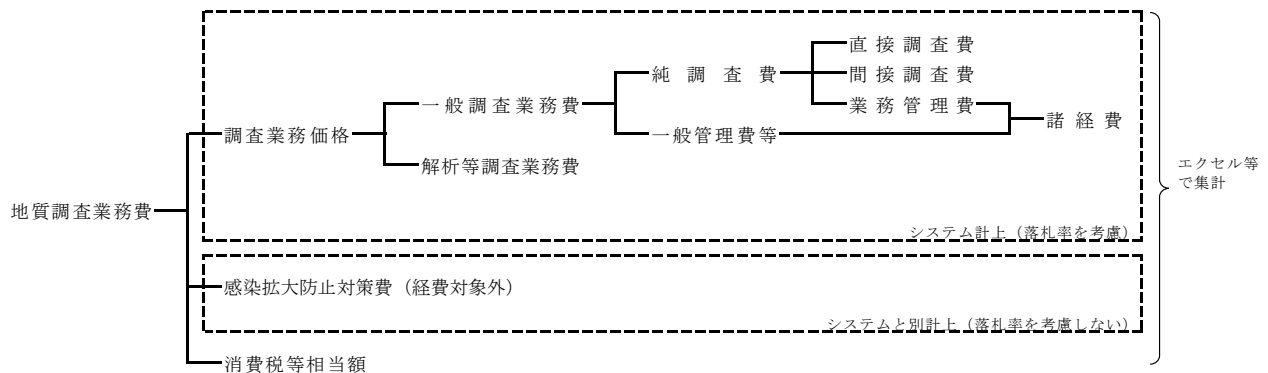 直接調査費
純調査費
間接調査費
一般調査業務費
業務管理費
諸経費
調査業務価格
一般管理費等
解析等調査業務費
エクセル等
で集計
地質調査業務費
システム計上（落札率を考慮）
感染拡大防止対策費（経費対象外）
システムと別計上（落札率を考慮しない）
消費税等相当額